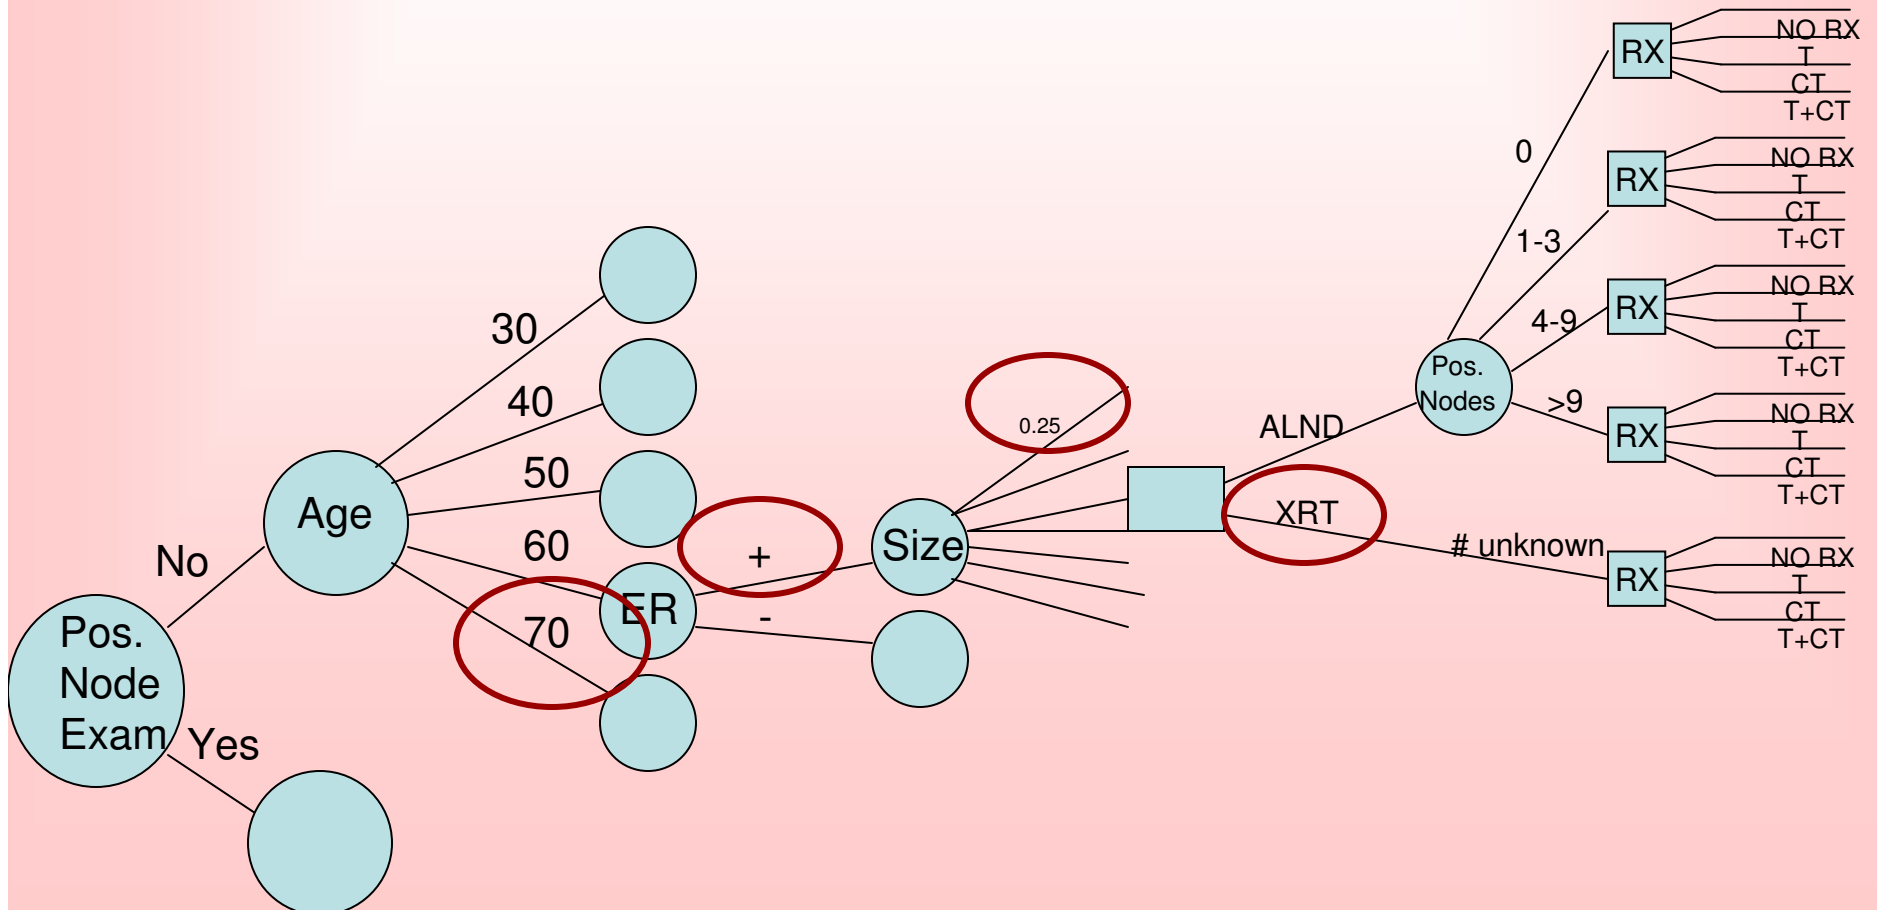 Pos.
Node
Exam
No
Yes
Age
30
40
50
60
70
ER
+
-
Size
0.25
ALND
XRT
# unknown
Pos.
Nodes
0
1-3
4-9
>9
RX
NO RX
T
CT
T+CT
RX
NO RX
T
CT
T+CT
RX
NO RX
T
CT
T+CT
RX
NO RX
T
CT
T+CT
RX
NO RX
T
CT
T+CT